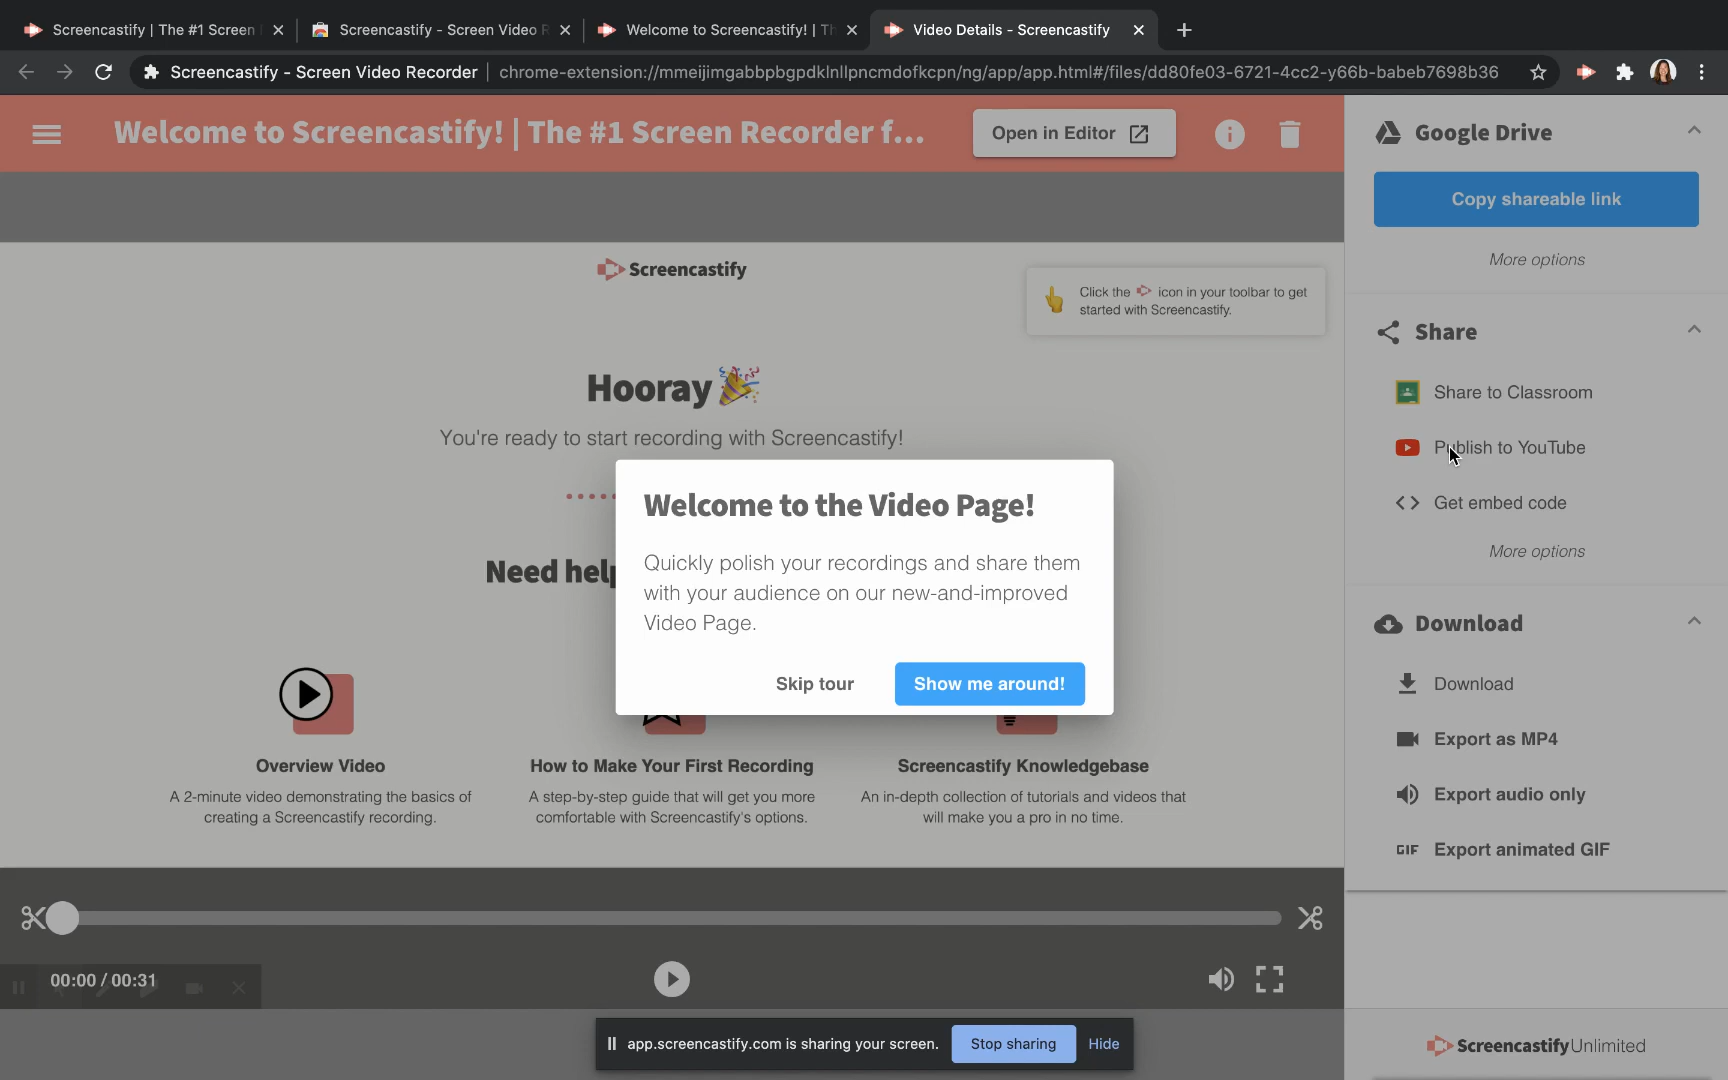 Screencastify | The #1 Screen
Screencastify - Screen Video R
Welcome to Screencastify! | Th
Video Details - Screencastify
Screencastify - Screen Video Recorder
chrome-extension://mmeijimgabbpbgpdklnllpncmdofkcpn/ng/app/app.html#/files/dd80fe03-6721-4cc2-y66b-babeb7698b36
Welcome to Screencastify! | The #1 Screen Recorder f...
Open in Editor
Screencastify
Click the icon in your toolbar to get
started with Screencastify.
Hooray
You're ready to start recording with Screencastify!
Need help
Welcome to the Video Page!
Quickly polish your recordings and share them
with your audience on our new-and-improved
Video Page.
Skip tour
Show me around!
Overview Video
A 2-minute video demonstrating the basics of
creating a Screencastify recording.
How to Make Your First Recording
A step-by-step guide that will get you more
comfortable with Screencastify's options.
Screencastify Knowledgebase
An in-depth collection of tutorials and videos that
will make you a pro in no time.
00:00 / 00:31
app.screencastify.com is sharing your screen.
Stop sharing
Hide
Google Drive
Copy shareable link
More options
Share
Share to Classroom
Publish to YouTube
Get embed code
More options
Download
Download
Export as MP4
Export audio only
GIF
Export animated GIF
Screencastify Unlimited